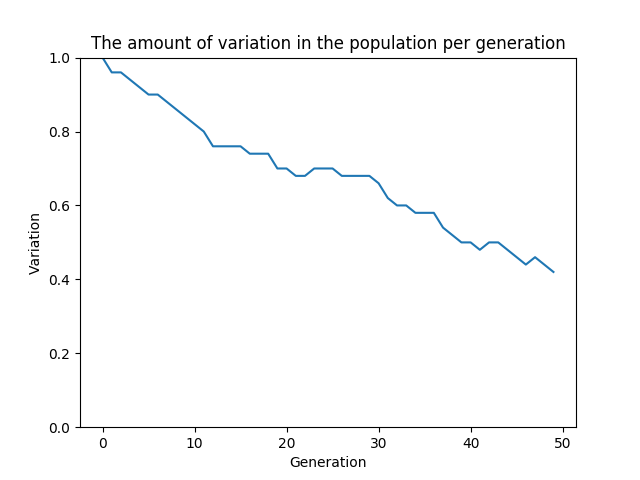 The amount of variation in the population per generation
1.0
0.8
0.6
0.4
0.2
0.0
Variation
0 10 20 30 40 50
Generation